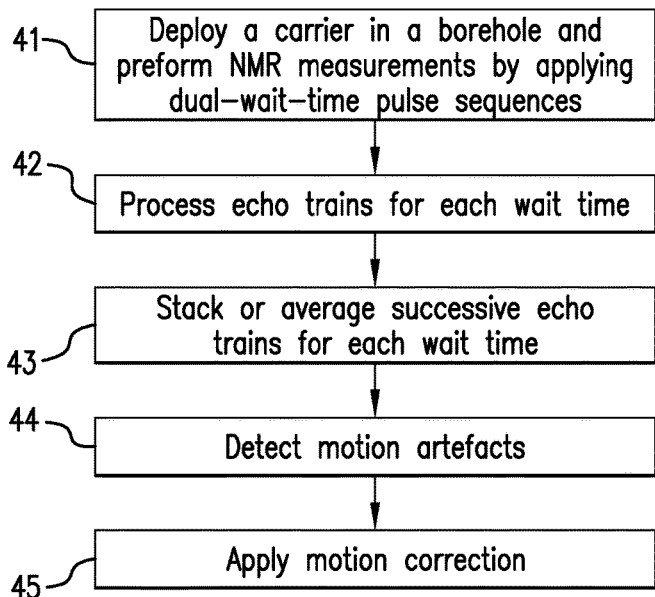 41
Deploy a carrier in a borehole and
preform NMR measurements by applying
dual-wait-time pulse sequences
42
Process echo trains for each wait time
43
Stack or average successive echo
trains for each wait time
44
Detect motion artefacts
45
Apply motion correction